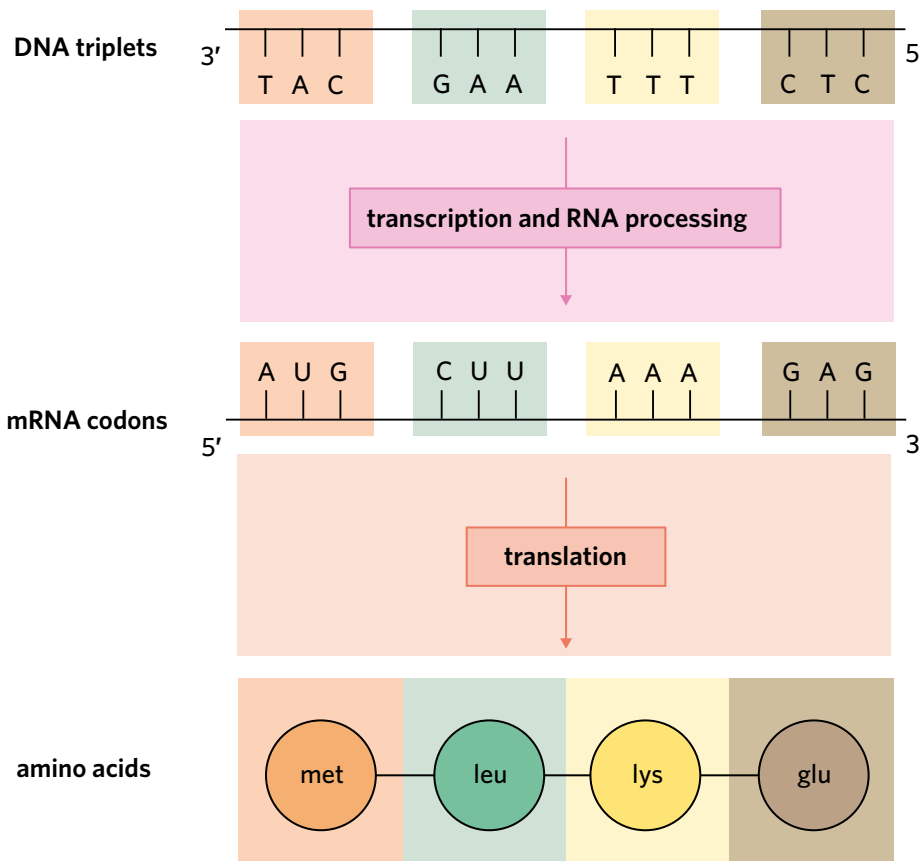 DNA triplets
3′ 5
T A C G A A T T T C T C
transcription and RNA processing
A U G C U U A A A G A G
mRNA codons
5′ 3
translation
amino acids
met leu lys glu